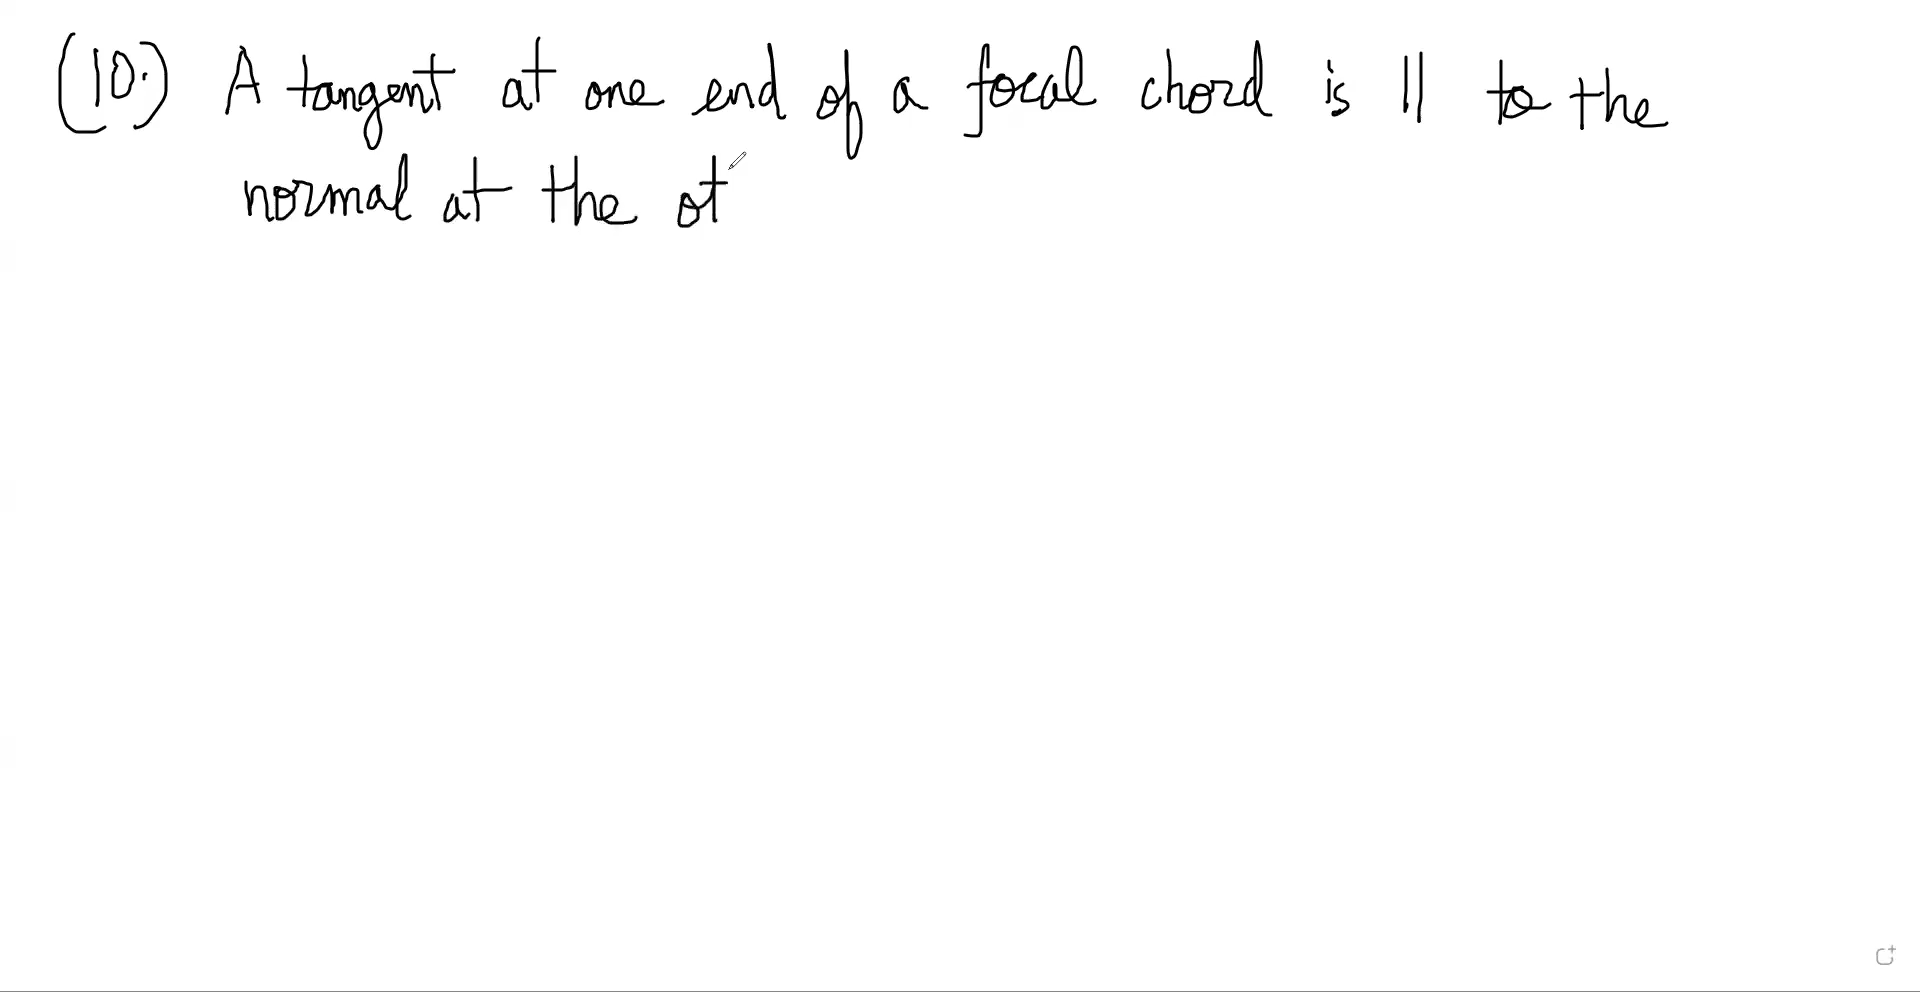 (10.) A tangent at one end of a focal chord is || to the
normal at the ot